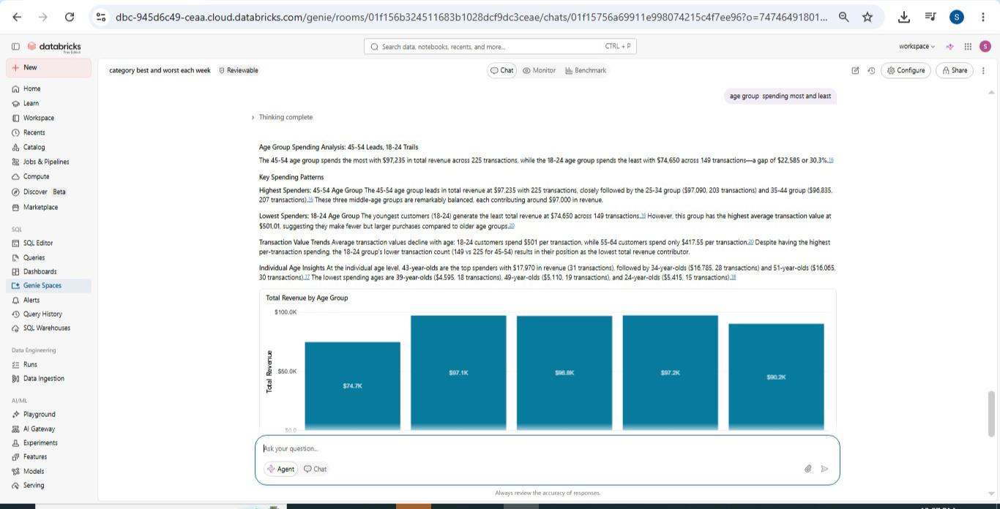 dbc-945d6c49-ceaa.cloud.databricks.com/genie/rooms/01f156b324511683b1028dcf9dc3ceae/chats/01f15756a69911e998074215c4f7ee96?o=74746491801...
S
databricks
Free Edition
Search data, notebooks, recents, and more...
CTRL + P
workspace
S
New
category best and worst each week
Reviewable
Chat
Monitor
Benchmark
Configure
Share
Home
Learn
Workspace
Recents
Catalog
Jobs & Pipelines
Compute
Discover Beta
Marketplace
SQL
SQL Editor
Queries
Dashboards
Genie Spaces
Alerts
Query History
SQL Warehouses
Data Engineering
Runs
Data Ingestion
AI/ML
Playground
AI Gateway
Experiments
Features
Models
Serving
age group spending most and least
Thinking complete
Age Group Spending Analysis: 45-54 Leads, 18-24 Trails
The 45-54 age group spends the most with $97,235 in total revenue across 225 transactions, while the 18-24 age group spends the least with $74,650 across 149 transactions—a gap of $22,585 or 30.3%.16
Key Spending Patterns
Highest Spenders: 45-54 Age Group The 45-54 age group leads in total revenue at $97,235 with 225 transactions, closely followed by the 25-34 group ($97,090, 203 transactions) and 35-44 group ($96,835,
207 transactions).16 These three middle-age groups are remarkably balanced, each contributing around $97,000 in revenue.
Lowest Spenders: 18-24 Age Group The youngest customers (18-24) generate the least total revenue at $74,650 across 149 transactions.16 However, this group has the highest average transaction value at
$501.01, suggesting they make fewer but larger purchases compared to older age groups.20
Transaction Value Trends Average transaction values decline with age: 18-24 customers spend $501 per transaction, while 55-64 customers spend only $417.55 per transaction.20 Despite having the highest
per-transaction spending, the 18-24 group's lower transaction count (149 vs 225 for 45-54) results in their position as the lowest total revenue contributor.
Individual Age Insights At the individual age level, 43-year-olds are the top spenders with $17,970 in revenue (31 transactions), followed by 34-year-olds ($16,785, 28 transactions) and 51-year-olds ($16,065,
30 transactions).17 The lowest spending ages are 39-year-olds ($4,595, 18 transactions), 49-year-olds ($5,110, 19 transactions), and 24-year-olds ($5,415, 15 transactions).18
Total Revenue by Age Group
$100.0K
$50.0K
$0.0
Total Revenue
$74.7K
$97.1K
$96.8K
$97.2K
$90.2K
Ask your question...
Agent
Chat
Always review the accuracy of responses.